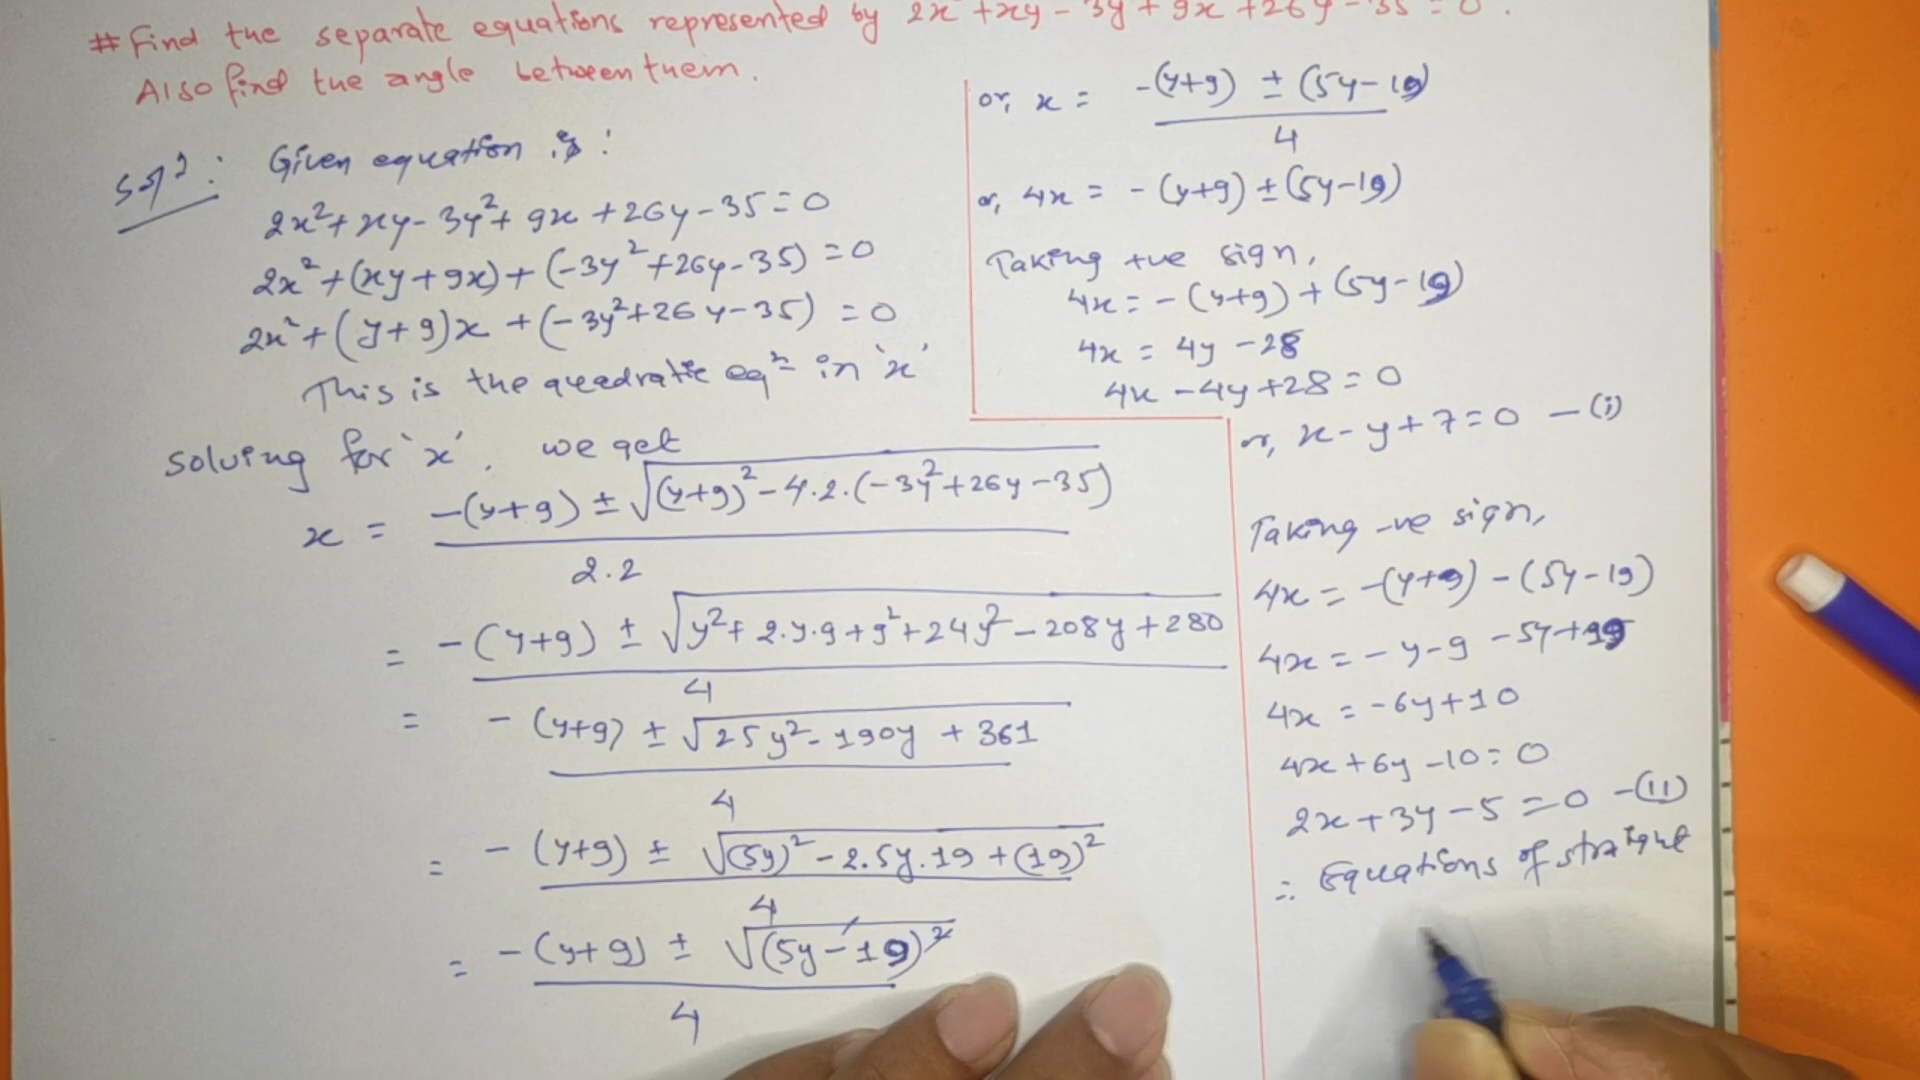 # Find the separate equations represented by 2x² + xy - 3y² + 9x + 26y - 35 = 0.
Also find the angle between them.
Solⁿ: Given equation is:
2x² + xy - 3y² + 9x + 26y - 35 = 0
2x² + (xy + 9x) + (-3y² + 26y - 35) = 0
2x² + (y + 9)x + (-3y² + 26y - 35) = 0
This is the quadratic eqⁿ in 'x'
solving for 'x', we get
x = (-(y+9) ± √((y+9)² - 4.2.(-3y² + 26y - 35))) / 2.2
= (-(y+9) ± √(y² + 2.y.9 + 9² + 24y² - 208y + 280)) / 4
= (-(y+9) ± √(25y² - 190y + 361)) / 4
= (-(y+9) ± √((5y)² - 2.5y.19 + (19)²)) / 4
= (-(y+9) ± √((5y - 19)²)) / 4
or, x = (-(y+9) ± (5y - 19)) / 4
or, 4x = -(y+9) ± (5y - 19)
Taking +ve sign,
4x = -(y+9) + (5y - 19)
4x = 4y - 28
4x - 4y + 28 = 0
or, x - y + 7 = 0 — (i)
Taking -ve sign,
4x = -(y+9) - (5y - 19)
4x = -y - 9 - 5y + 19
4x = -6y + 10
4x + 6y - 10 = 0
2x + 3y - 5 = 0 — (ii)
∴ Equations of straight